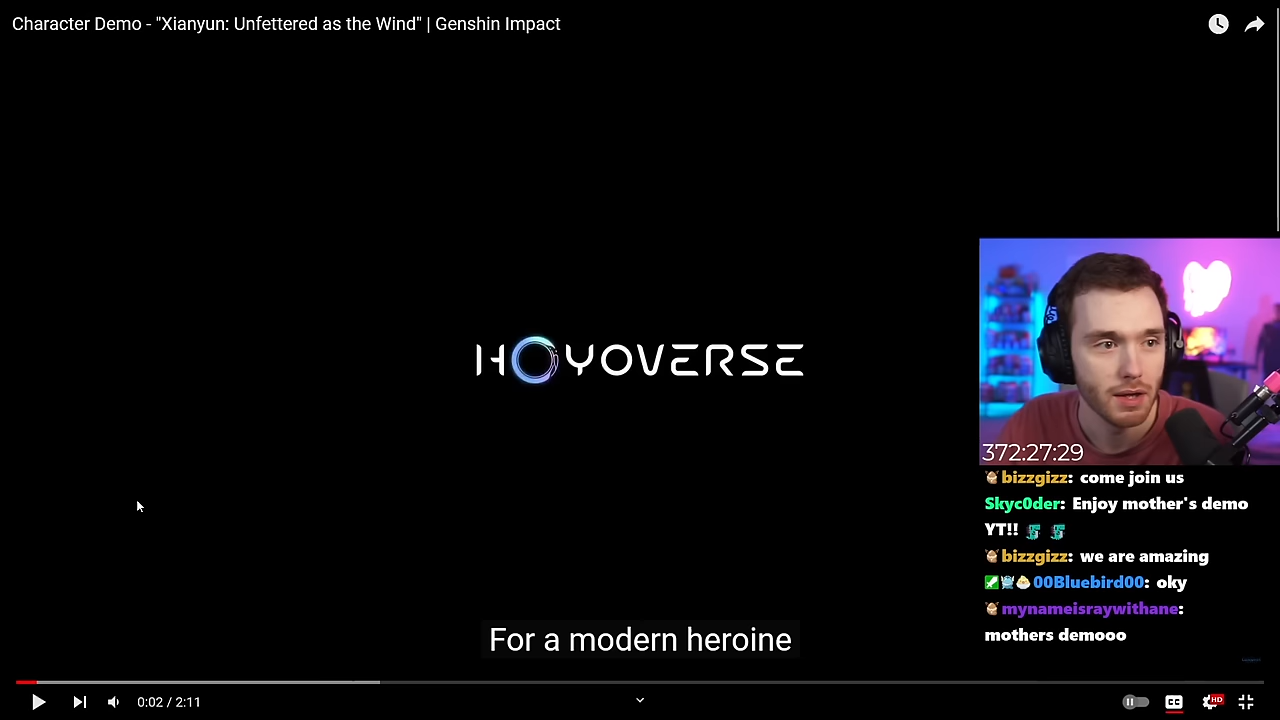 Character Demo - "Xianyun: Unfettered as the Wind" | Genshin Impact
HOYOVERSE
372:27:29
bizzgizz: come join us
Skyc0der: Enjoy mother's demo
YT!!
bizzgizz: we are amazing
00Bluebird00: oky
mynameisraywithane:
mothers demooo
For a modern heroine
0:02 / 2:11
CC
HD